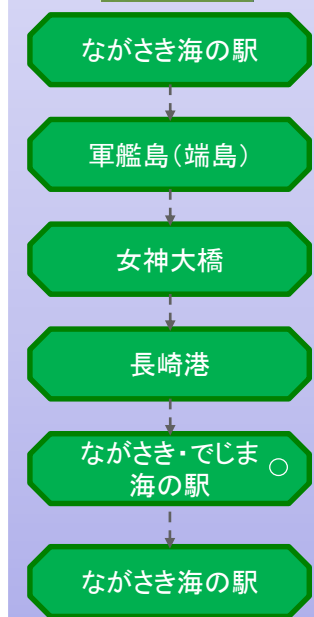 ながさき海の駅
軍艦島(端島)
女神大橋
長崎港
ながさき・でじま
海の駅 ○
ながさき海の駅